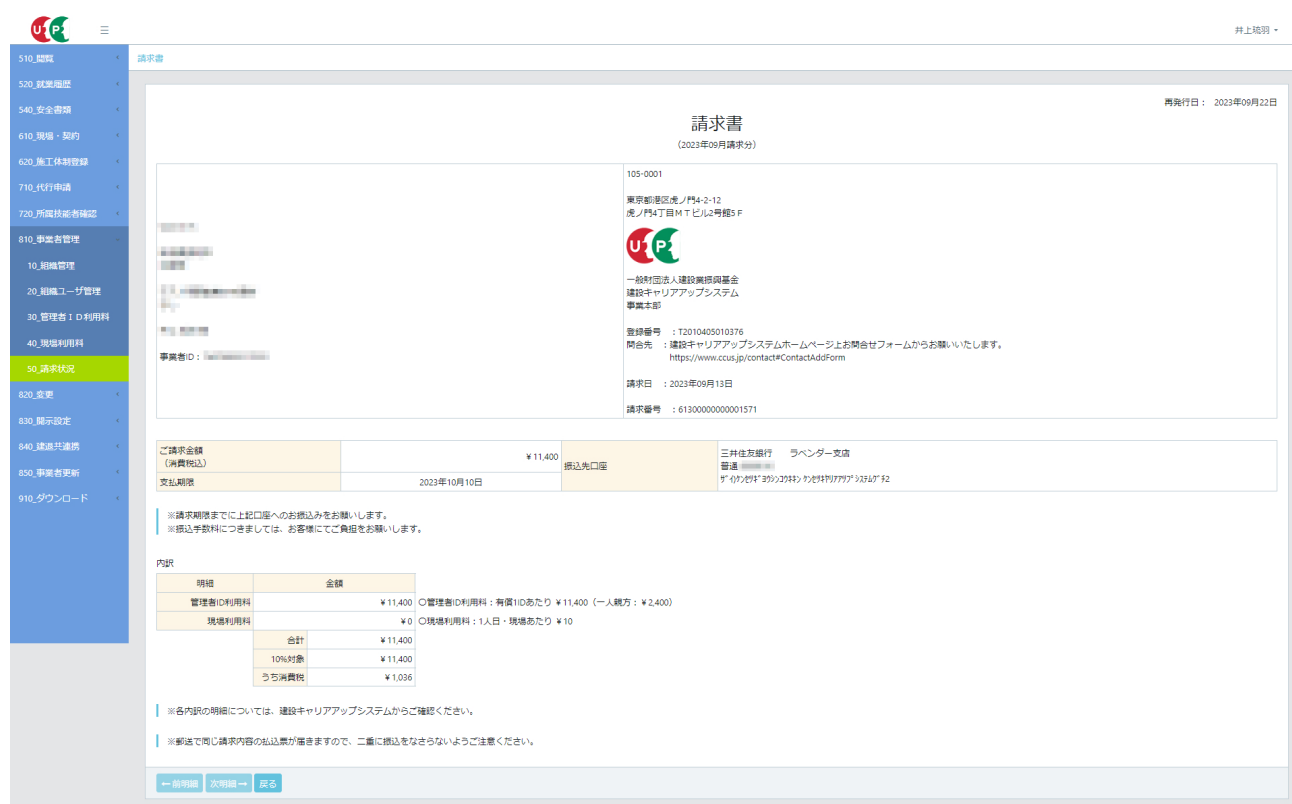 U P
☰
井上琉羽
510_閲覧
520_就業履歴
540_安全書類
610_現場・契約
620_施工体制登録
710_代行申請
720_所属技能者確認
810_事業者管理
10_組織管理
20_組織ユーザ管理
30_管理者ＩＤ利用料
40_現場利用料
50_請求状況
820_変更
830_開示設定
840_建退共連携
850_事業者更新
910_ダウンロード
請求書
再発行日： 2023年09月22日
請求書
(2023年09月請求分)
事業者ID：
105-0001
東京都港区虎ノ門4-2-12
虎ノ門4丁目ＭＴビル2号館5Ｆ
U P
一般財団法人建設業振興基金
建設キャリアアップシステム
事業本部
登録番号 ：T2010405010376
問合先 ：建設キャリアアップシステムホームページ上お問合せフォームからお願いいたします。
https://www.ccus.jp/contact#ContactAddForm
請求日 ：2023年09月13日
請求番号 ：61300000000001571
ご請求金額
（消費税込）
¥ 11,400
支払期限
2023年10月10日
振込先口座
三井住友銀行 ラベンダー支店
普通
※請求期限までに上記口座へのお振込みをお願いします。
※振込手数料につきましては、お客様にてご負担をお願いします。
内訳
明細 金額
管理者ID利用料 ¥ 11,400 〇管理者ID利用料：有償1IDあたり ¥ 11,400（一人親方：¥ 2,400）
現場利用料 ¥ 0 〇現場利用料：1人日・現場あたり ¥ 10
合計 ¥ 11,400
10%対象 ¥ 11,400
うち消費税 ¥ 1,036
※各内訳の明細については、建設キャリアアップシステムからご確認ください。
※郵送で同じ請求内容の払込票が届きますので、二重に振込をなさらないようご注意ください。
←前明細 次明細→ 戻る